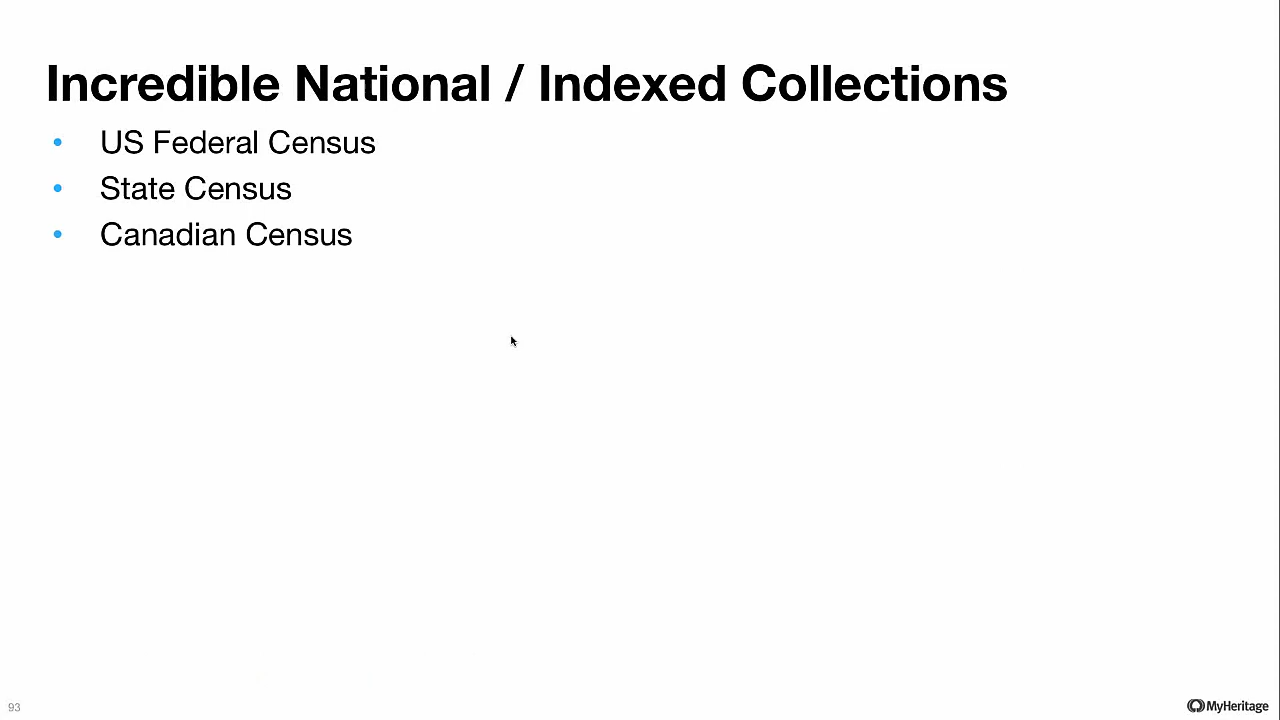 Incredible National / Indexed Collections
• US Federal Census
• State Census
• Canadian Census
93
MyHeritage